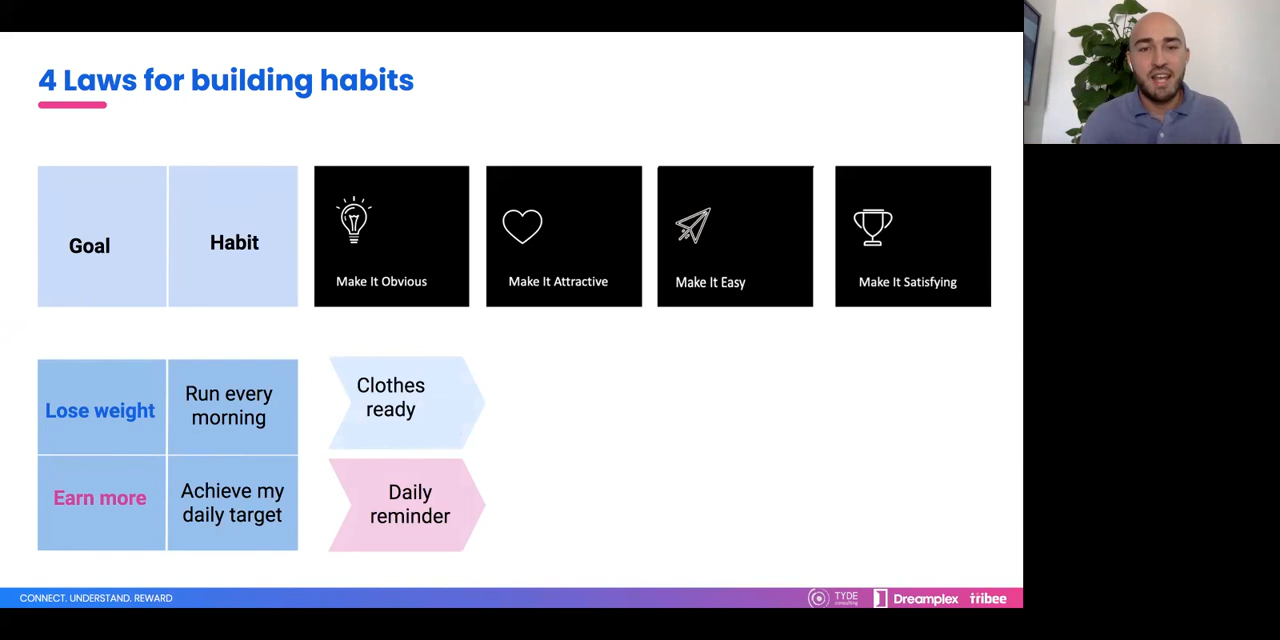 4 Laws for building habits
Goal
Habit
Make It Obvious
Make It Attractive
Make It Easy
Make It Satisfying
Lose weight
Run every
morning
Clothes
ready
Earn more
Achieve my
daily target
Daily
reminder
CONNECT. UNDERSTAND. REWARD
TYDE
consulting
Dreamplex
tribee